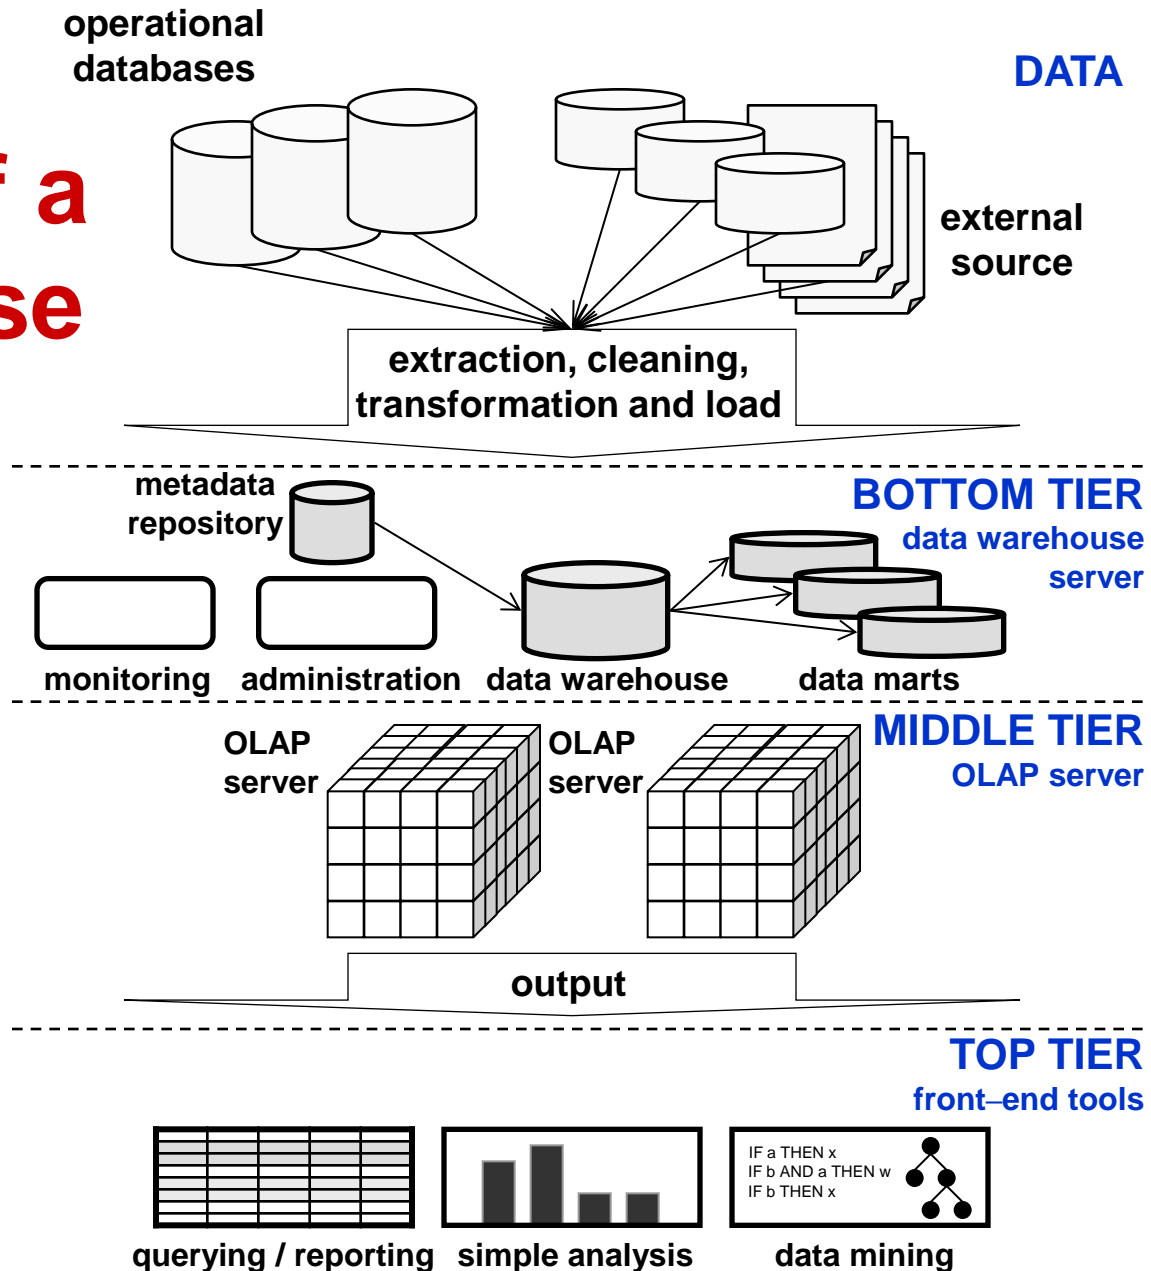 operational
databases
DATA
f a
se
external
source
extraction, cleaning,
transformation and load
metadata
repository
BOTTOM TIER
data warehouse
server
monitoring
administration
data warehouse
data marts
OLAP
server
OLAP
server
MIDDLE TIER
OLAP server
output
TOP TIER
front–end tools
IF a THEN x
IF b AND a THEN w
IF b THEN x
querying / reporting
simple analysis
data mining